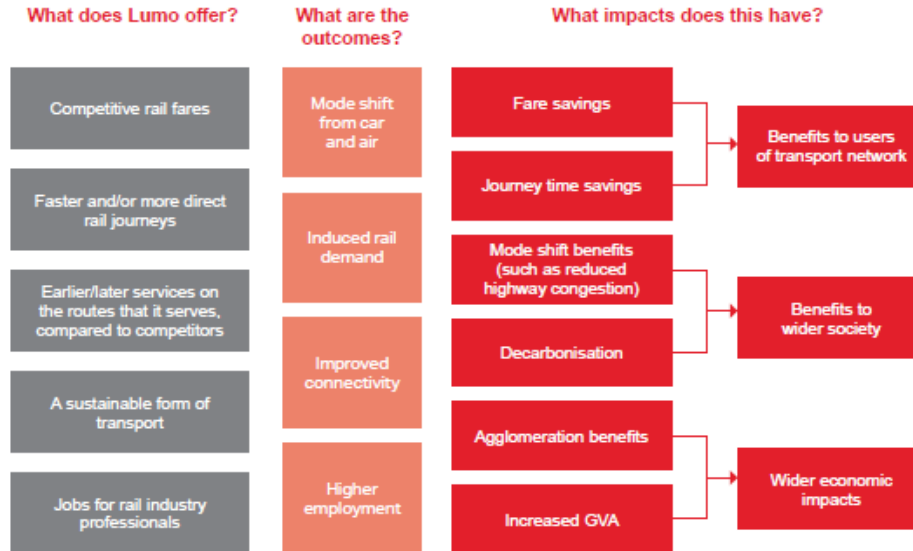 What does Lumo offer?
Competitive rail fares
Faster and/or more direct
rail journeys
Earlier/later services on
the routes that it serves,
compared to competitors
A sustainable form of
transport
Jobs for rail industry
professionals
What are the
outcomes?
Mode shift
from car
and air
Induced rail
demand
Improved
connectivity
Higher
employment
What impacts does this have?
Fare savings
Journey time savings
Benefits to users
of transport network
Mode shift benefits
(such as reduced
highway congestion)
Decarbonisation
Benefits to
wider society
Agglomeration benefits
Increased GVA
Wider economic
impacts